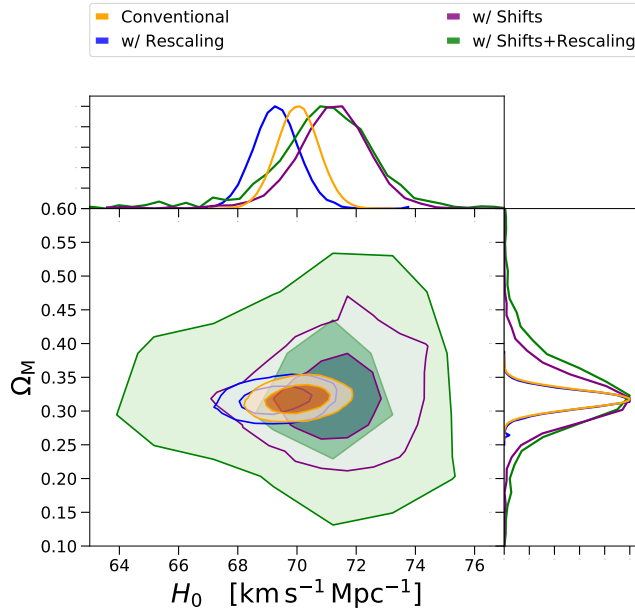 Conventional
w/ Rescaling
w/ Shifts
w/ Shifts+Rescaling
0.60
0.55
0.50
0.45
0.40
0.35
0.30
0.25
0.20
0.15
0.10
Ω_M
64 66 68 70 72 74 76
H_0 [km s⁻¹ Mpc⁻¹]